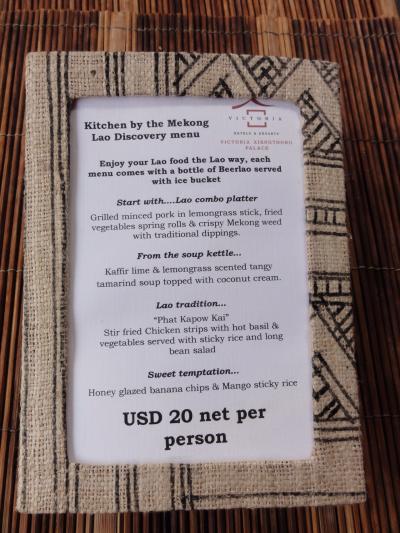 VICTORIA
HOTELS & RESORTS
VICTORIA XIENGTHONG
PALACE
Kitchen by the Mekong
Lao Discovery menu
Enjoy your Lao food the Lao way, each
menu comes with a bottle of Beerlao served
with ice bucket
Start with....Lao combo platter
Grilled minced pork in lemongrass stick, fried
vegetables spring rolls & crispy Mekong weed
with traditional dippings.
From the soup kettle...
Kaffir lime & lemongrass scented tangy
tamarind soup topped with coconut cream.
Lao tradition...
"Phat Kapow Kai"
Stir fried Chicken strips with hot basil &
vegetables served with sticky rice and long
bean salad
Sweet temptation...
Honey glazed banana chips & Mango sticky rice
USD 20 net per
person